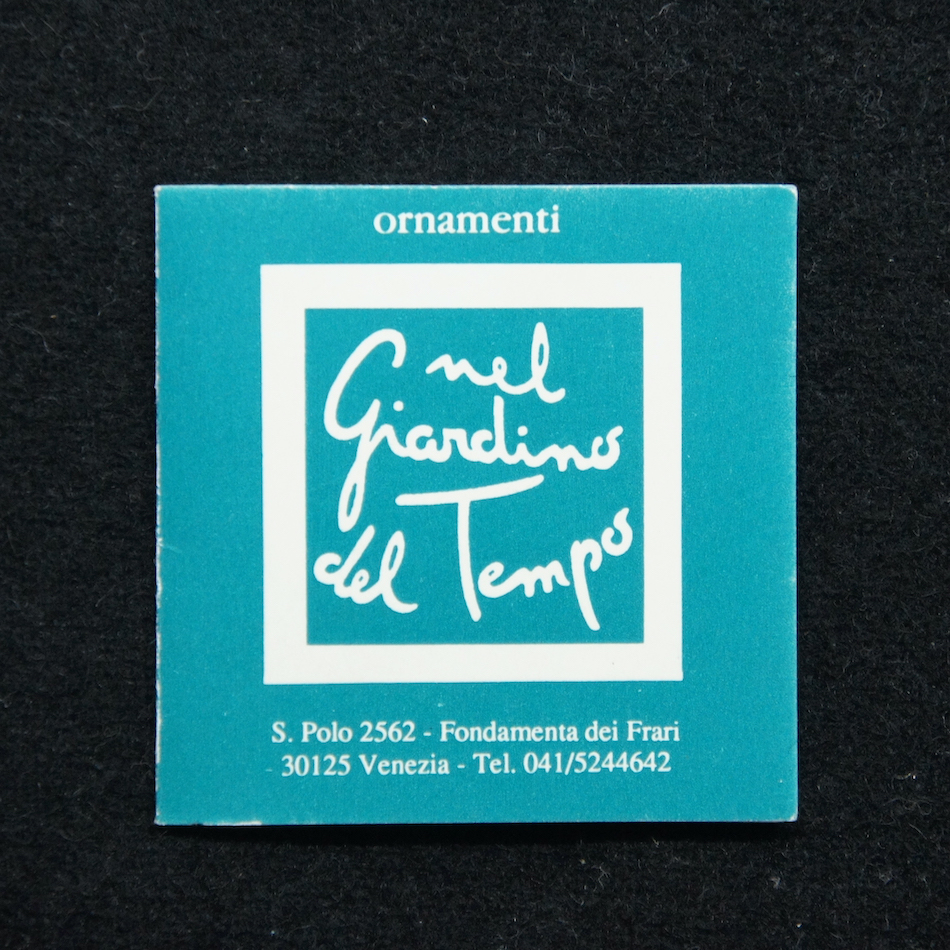 ornamenti
nel
Giardino
del Tempo
S. Polo 2562 - Fondamenta dei Frari
30125 Venezia - Tel. 041/5244642